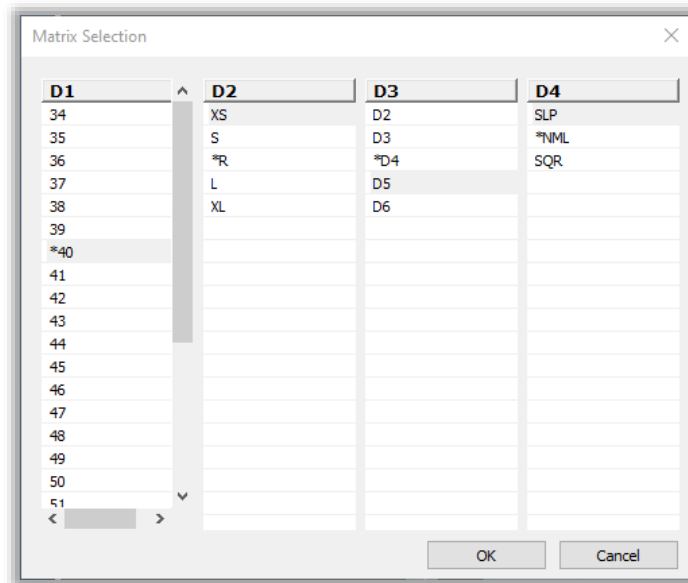 Matrix Selection
D1 D2 D3 D4
34 XS D2 SLP
35 S D3 *NML
36 *R *D4 SQR
37 L D5
38 XL D6
39
*40
41
42
43
44
45
46
47
48
49
50
51
OK Cancel